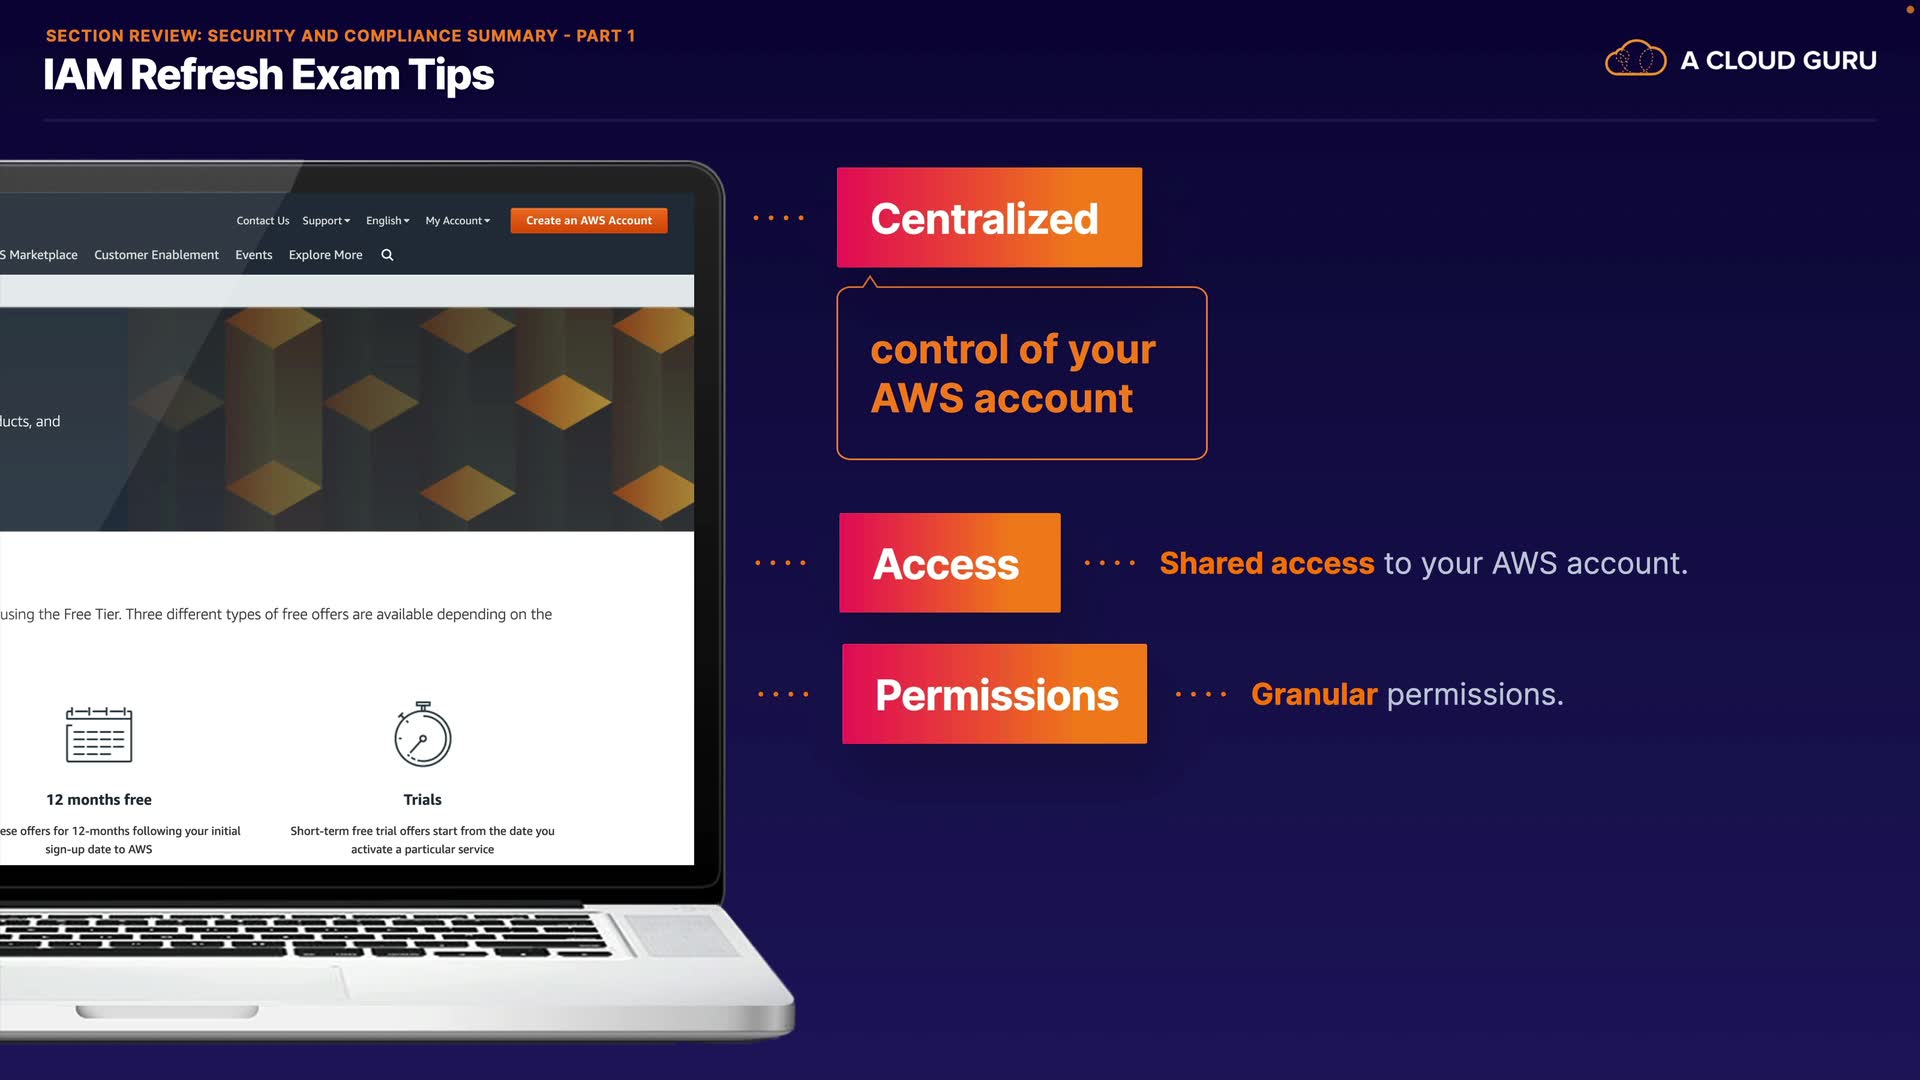 SECTION REVIEW: SECURITY AND COMPLIANCE SUMMARY - PART 1
IAM Refresh Exam Tips
A CLOUD GURU
Contact Us Support English My Account Create an AWS Account
S Marketplace Customer Enablement Events Explore More
ducts, and
using the Free Tier. Three different types of free offers are available depending on the
12 months free
ese offers for 12-months following your initial
sign-up date to AWS
Trials
Short-term free trial offers start from the date you
activate a particular service
Centralized
control of your
AWS account
Access
Shared access to your AWS account.
Permissions
Granular permissions.